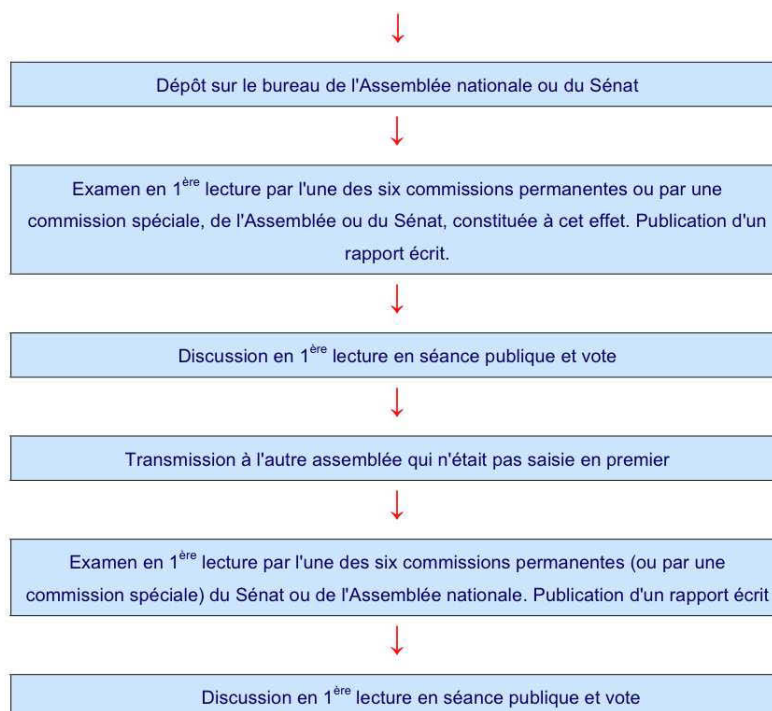 Dépôt sur le bureau de l'Assemblée nationale ou du Sénat
Examen en 1ère lecture par l'une des six commissions permanentes ou par une
commission spéciale, de l'Assemblée ou du Sénat, constituée à cet effet. Publication d'un
rapport écrit.
Discussion en 1ère lecture en séance publique et vote
Transmission à l'autre assemblée qui n'était pas saisie en premier
Examen en 1ère lecture par l'une des six commissions permanentes (ou par une
commission spéciale) du Sénat ou de l'Assemblée nationale. Publication d'un rapport écrit
Discussion en 1ère lecture en séance publique et vote